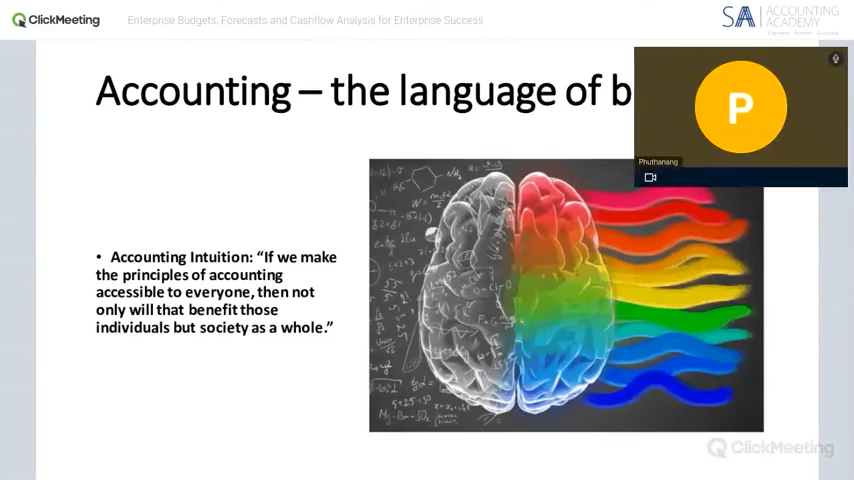 ClickMeeting
Enterprise Budgets, Forecasts and Cashflow Analysis for Enterprise Success
SA | ACCOUNTING
ACADEMY
Accounting – the language of b
P
Phuthanang
• Accounting Intuition: “If we make
the principles of accounting
accessible to everyone, then not
only will that benefit those
individuals but society as a whole.”
ClickMeeting